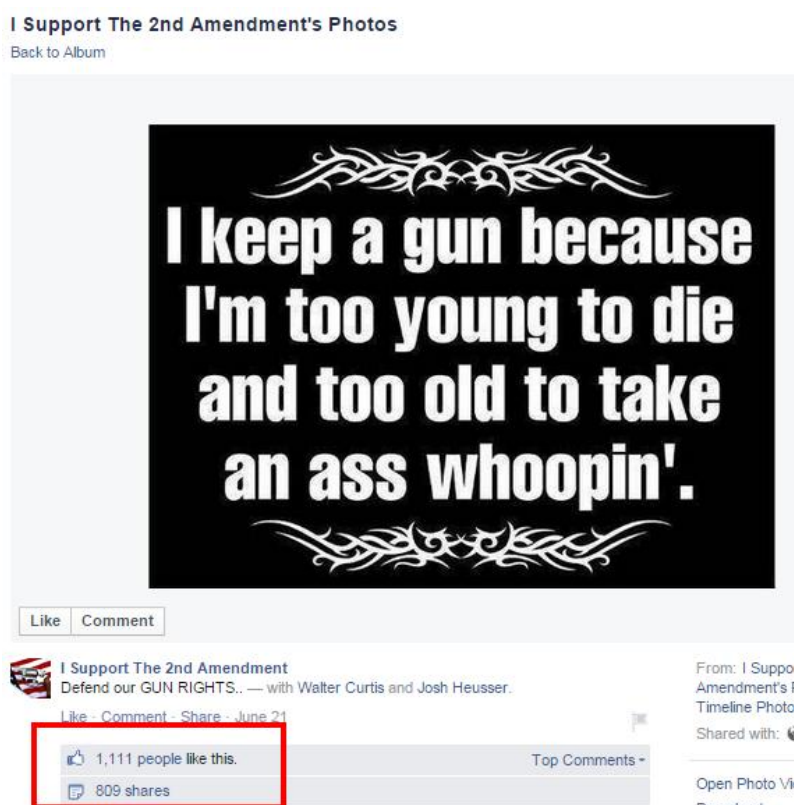 I Support The 2nd Amendment's Photos
Back to Album
I keep a gun because
I'm too young to die
and too old to take
an ass whoopin'.
Like Comment
I Support The 2nd Amendment
Defend our GUN RIGHTS.. — with Walter Curtis and Josh Heusser.
Like · Comment · Share · June 21
1,111 people like this.
Top Comments
809 shares
From: I Suppo
Amendment's
Timeline Photo
Shared with:
Open Photo Vi